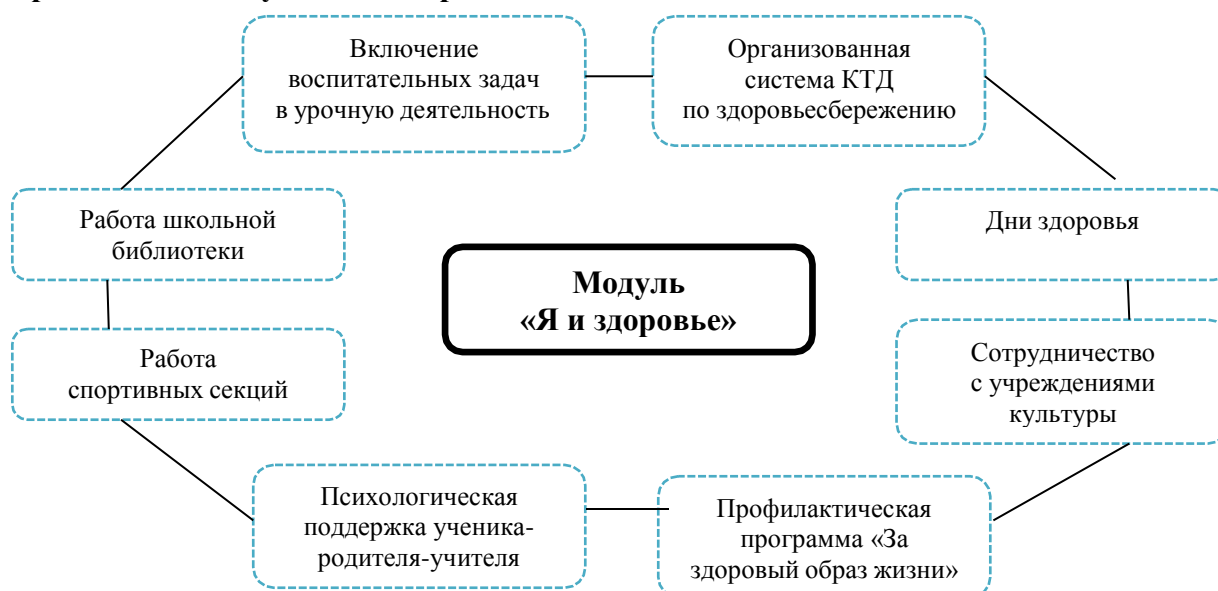 Включение
воспитательных задач
в урочную деятельность
Организованная
система КТД
по здоровьесбережению
Работа школьной
библиотеки
Дни здоровья
Модуль
«Я и здоровье»
Работа
спортивных секций
Сотрудничество
с учреждениями
культуры
Психологическая
поддержка ученика-
родителя-учителя
Профилактическая
программа «За
здоровый образ жизни»